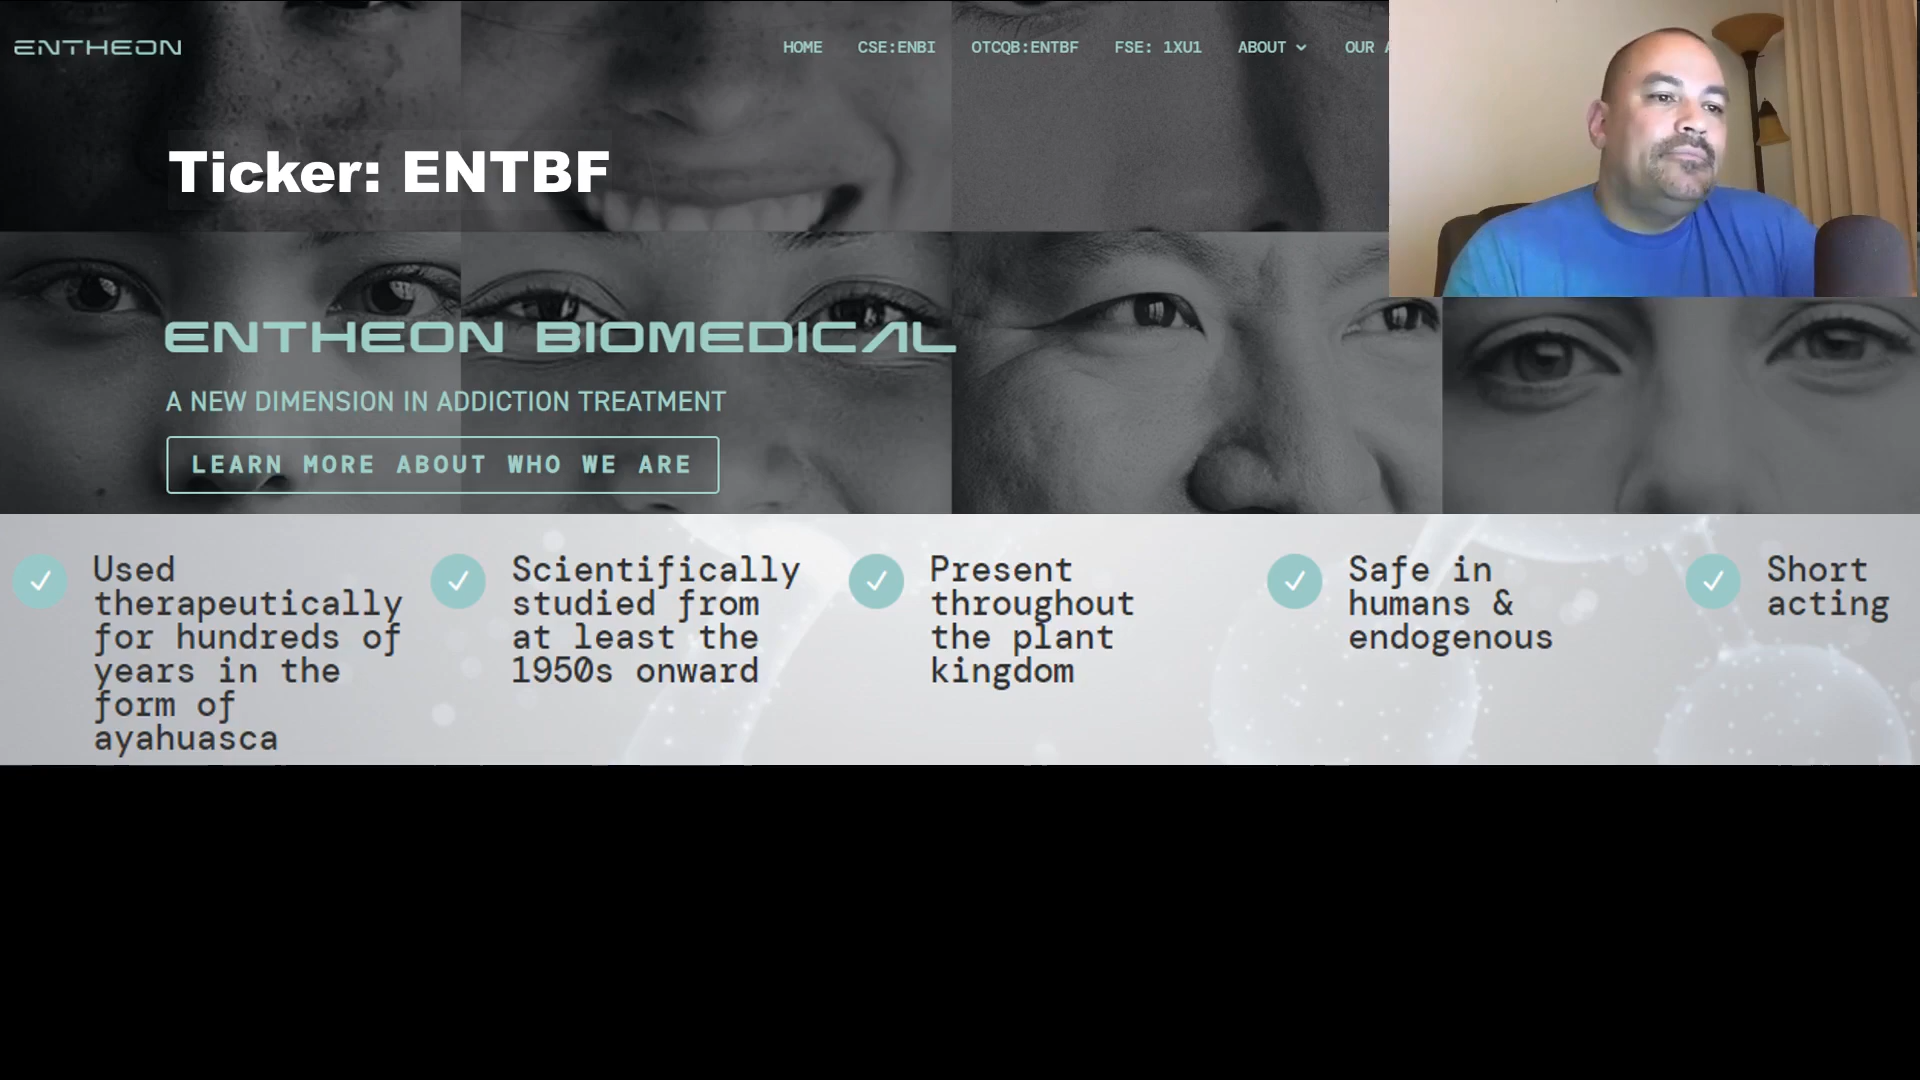 ENTHEON
HOME CSE:ENBI OTCQB:ENTBF FSE: 1XU1 ABOUT OUR
Ticker: ENTBF
ENTHEON BIOMEDICAL
A NEW DIMENSION IN ADDICTION TREATMENT
LEARN MORE ABOUT WHO WE ARE
Used
therapeutically
for hundreds of
years in the
form of
ayahuasca
Scientifically
studied from
at least the
1950s onward
Present
throughout
the plant
kingdom
Safe in
humans &
endogenous
Short
acting